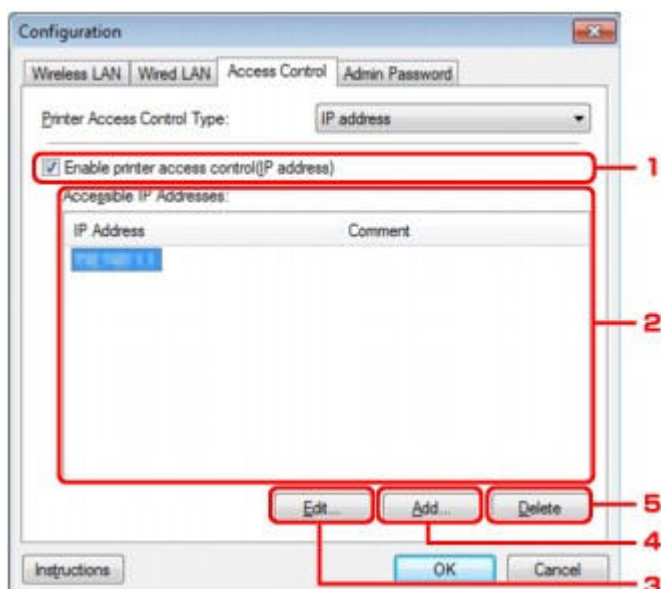 Configuration
Wireless LAN Wired LAN Access Control Admin Password
Printer Access Control Type: IP address
Enable printer access control(IP address) 1
Accessible IP Addresses:
IP Address Comment
2
Edit... Add... Delete 5
4
Instructions OK Cancel
3